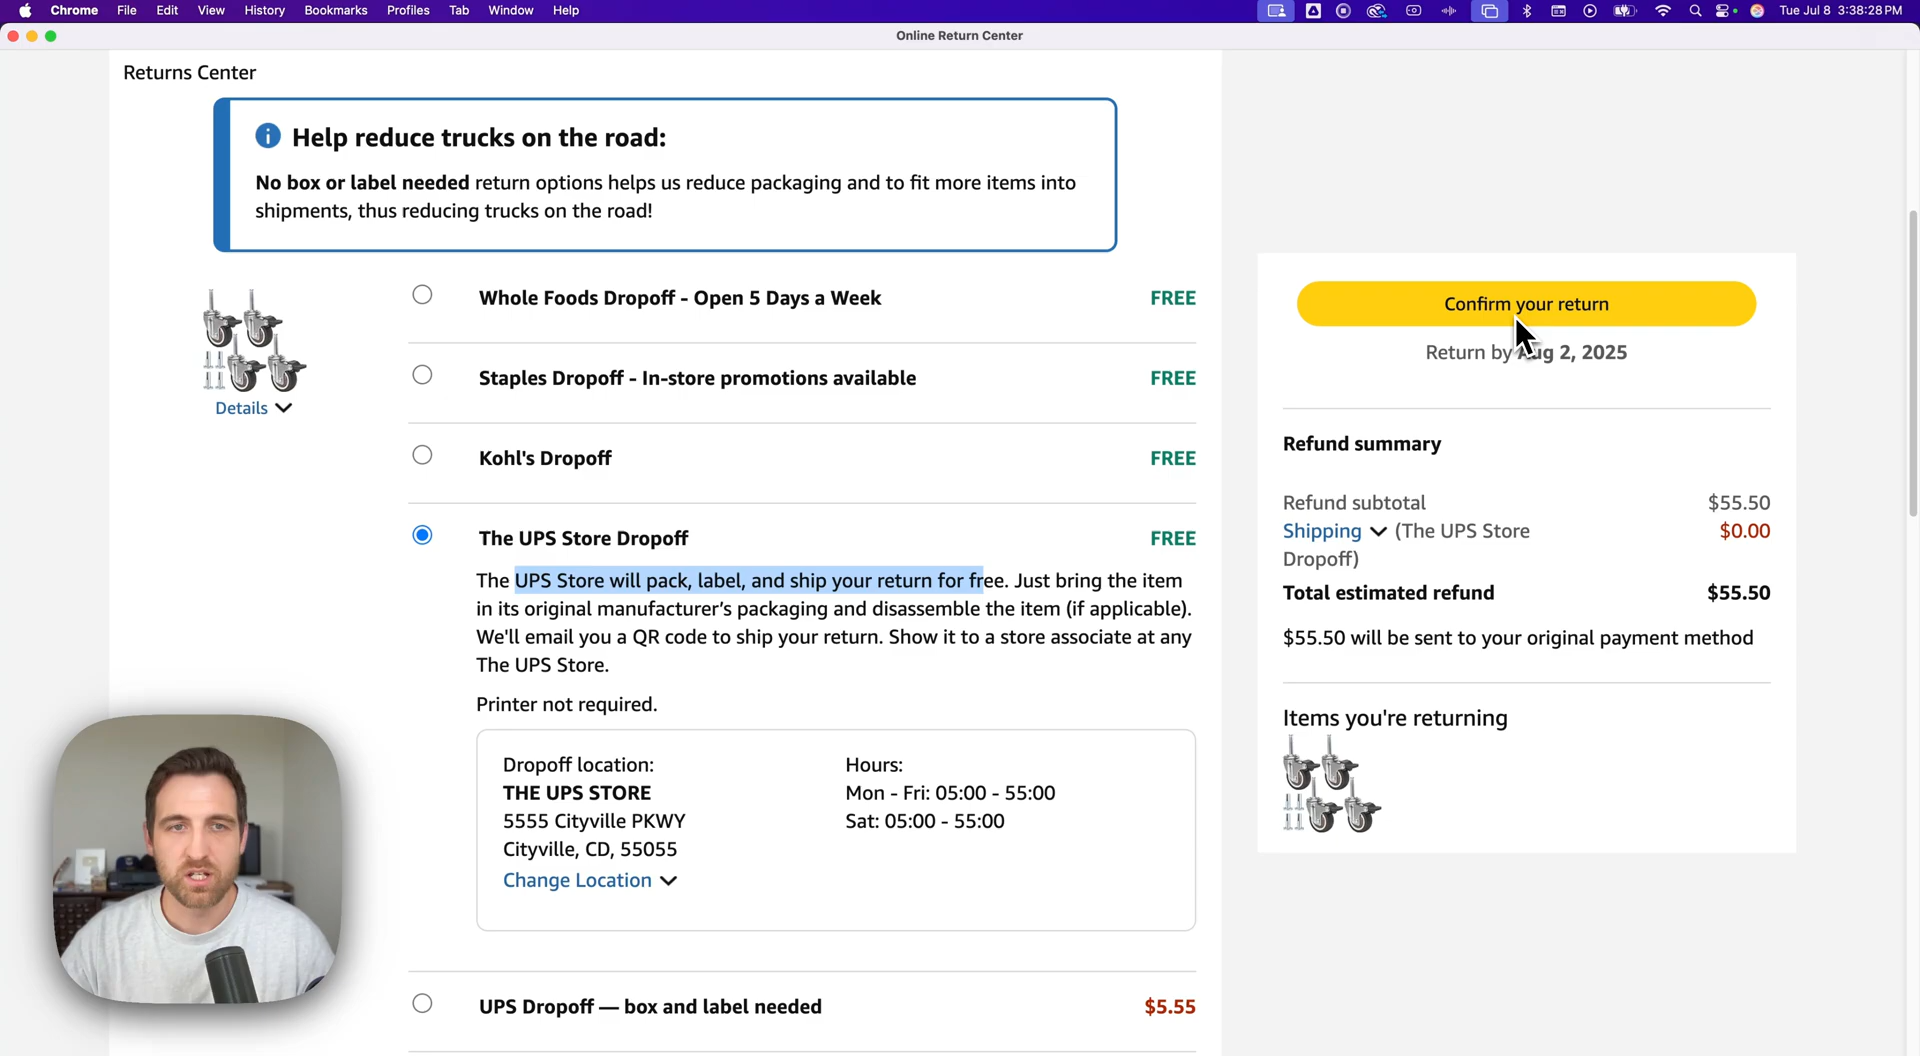 Chrome File Edit View History Bookmarks Profiles Tab Window Help
Tue Jul 8 3:38:28 PM
Online Return Center
Returns Center
Help reduce trucks on the road:
No box or label needed return options helps us reduce packaging and to fit more items into
shipments, thus reducing trucks on the road!
Details
Whole Foods Dropoff - Open 5 Days a Week FREE
Staples Dropoff - In-store promotions available FREE
Kohl's Dropoff FREE
The UPS Store Dropoff FREE
The UPS Store will pack, label, and ship your return for free. Just bring the item
in its original manufacturer’s packaging and disassemble the item (if applicable).
We'll email you a QR code to ship your return. Show it to a store associate at any
The UPS Store.
Printer not required.
Dropoff location:
THE UPS STORE
5555 Cityville PKWY
Cityville, CD, 55055
Change Location
Hours:
Mon - Fri: 05:00 - 55:00
Sat: 05:00 - 55:00
UPS Dropoff — box and label needed $5.55
Confirm your return
Return by Aug 2, 2025
Refund summary
Refund subtotal $55.50
Shipping (The UPS Store $0.00
Dropoff)
Total estimated refund $55.50
$55.50 will be sent to your original payment method
Items you're returning